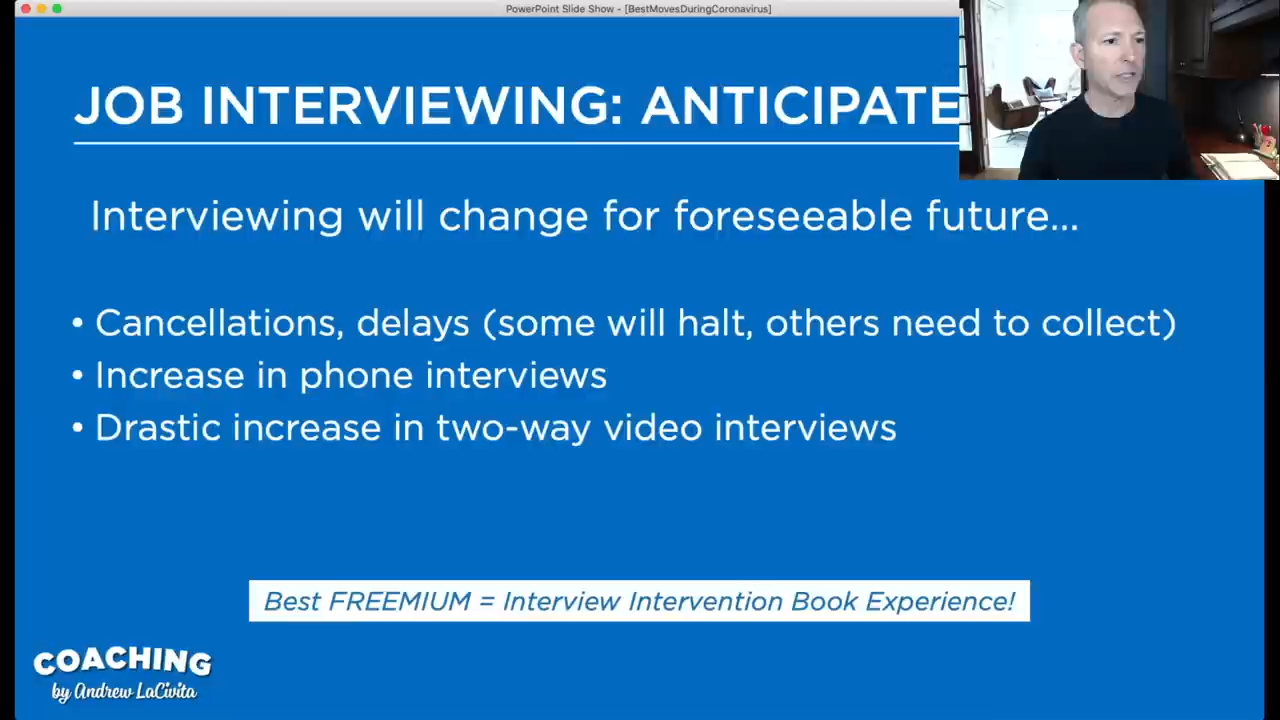 PowerPoint Slide Show - [BestMovesDuringCoronavirus]
JOB INTERVIEWING: ANTICIPATE
Interviewing will change for foreseeable future...
• Cancellations, delays (some will halt, others need to collect)
• Increase in phone interviews
• Drastic increase in two-way video interviews
Best FREEMIUM = Interview Intervention Book Experience!
COACHING
by Andrew LaCivita